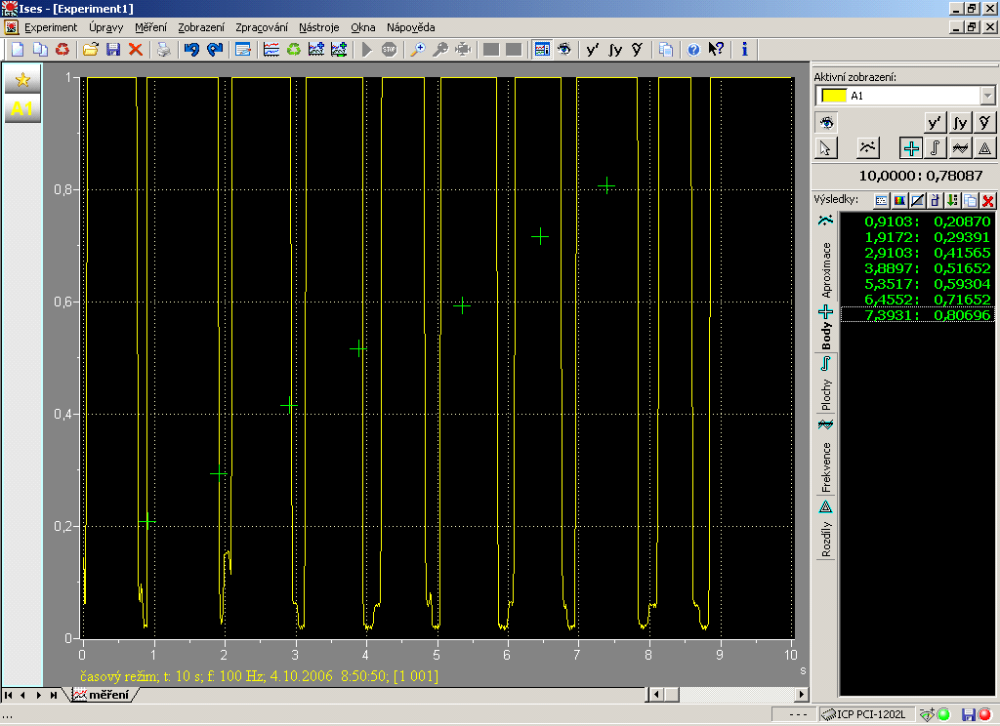 Ises - [Experiment1]
Experiment Úpravy Měření Zobrazení Zpracování Nástroje Okna Nápověda
STOP y' ∫y ỹ ? i
Aktivní zobrazení:
A1
A1
y' ∫y ỹ
10,0000: 0,78087
Výsledky:
0,9103: 0,20870
1,9172: 0,29391
2,9103: 0,41565
3,8897: 0,51652
5,3517: 0,59304
6,4552: 0,71652
7,3931: 0,80696
Aproximace
Body
Plochy
Frekvence
Rozdíly
1
0,8
0,6
0,4
0,2
0
0 1 2 3 4 5 6 7 8 9 10
s
časový režim; t: 10 s; f: 100 Hz; 4.10.2006 8:50:50; [1 001]
měření
... - - - ICP PCI-1202L